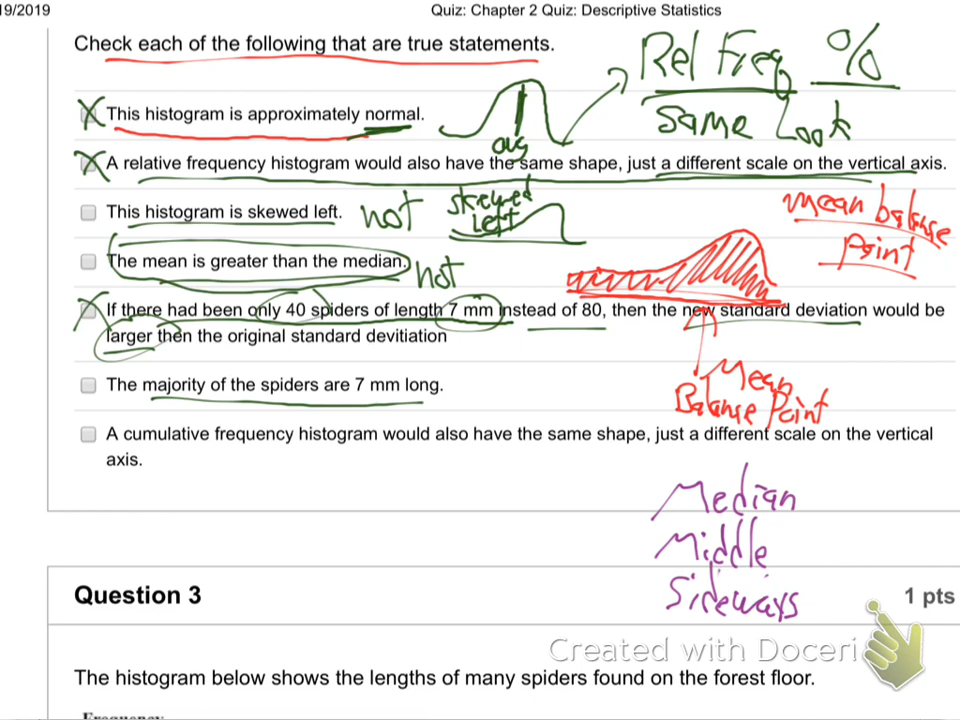 19/2019
Quiz: Chapter 2 Quiz: Descriptive Statistics
Check each of the following that are true statements.
Rel Freq %
Same Look
This histogram is approximately normal.
avg
A relative frequency histogram would also have the same shape, just a different scale on the vertical axis.
This histogram is skewed left.
not
skewed
left
mean balance
point
The mean is greater than the median.
not
If there had been only 40 spiders of length 7 mm instead of 80, then the new standard deviation would be
larger then the original standard devitiation
Mean
Balance Point
The majority of the spiders are 7 mm long.
A cumulative frequency histogram would also have the same shape, just a different scale on the vertical
axis.
Median
Middle
Sideways
Question 3
1 pts
Created with Doceri
The histogram below shows the lengths of many spiders found on the forest floor.
Frequency